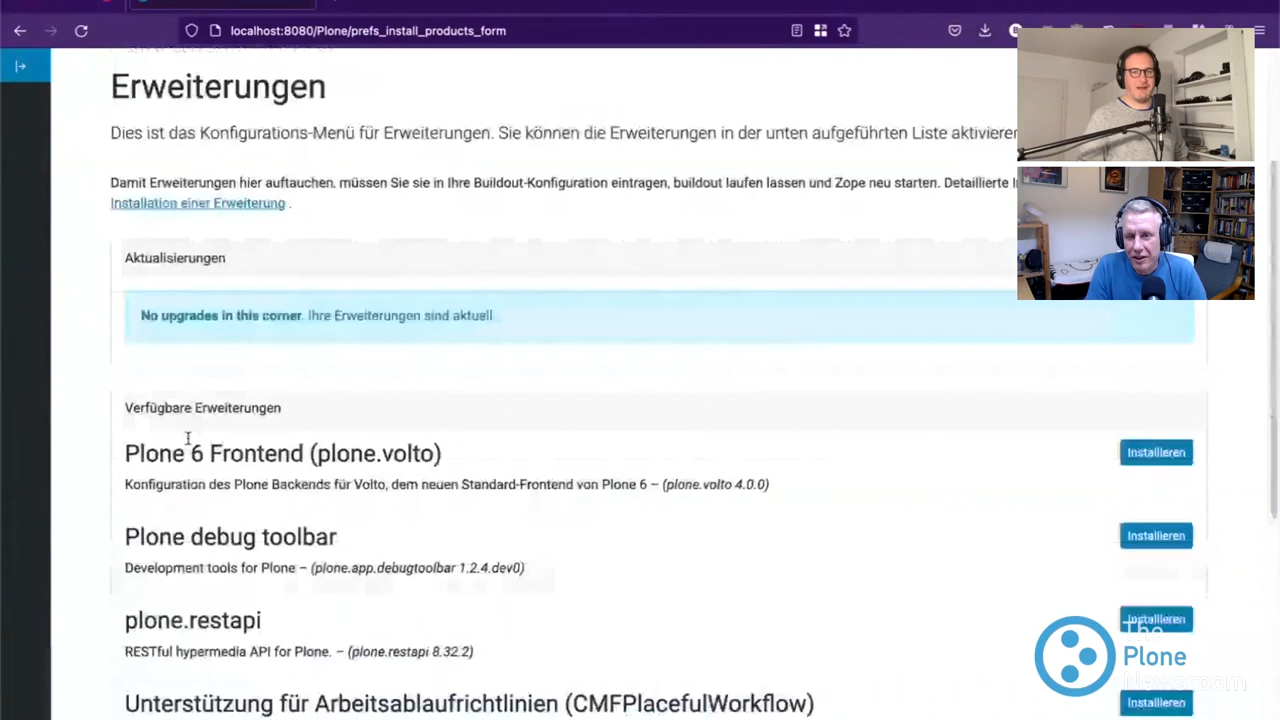 localhost:8080/Plone/prefs_install_products_form
Erweiterungen
Dies ist das Konfigurations-Menü für Erweiterungen. Sie können die Erweiterungen in der unten aufgeführten Liste aktivieren
Damit Erweiterungen hier auftauchen, müssen Sie sie in Ihre Buildout-Konfiguration eintragen, buildout laufen lassen und Zope neu starten. Detaillierte
Installation einer Erweiterung .
Aktualisierungen
No upgrades in this corner. Ihre Erweiterungen sind aktuell.
Verfügbare Erweiterungen
Plone 6 Frontend (plone.volto)
Installieren
Konfiguration des Plone Backends für Volto, dem neuen Standard-Frontend von Plone 6 – (plone.volto 4.0.0)
Plone debug toolbar
Installieren
Development tools for Plone – (plone.app.debugtoolbar 1.2.4.dev0)
plone.restapi
Installieren
RESTful hypermedia API for Plone. – (plone.restapi 8.32.2)
Unterstützung für Arbeitsablaufrichtlinien (CMFPlacefulWorkflow)
Installieren
The
Plone
Newsroom